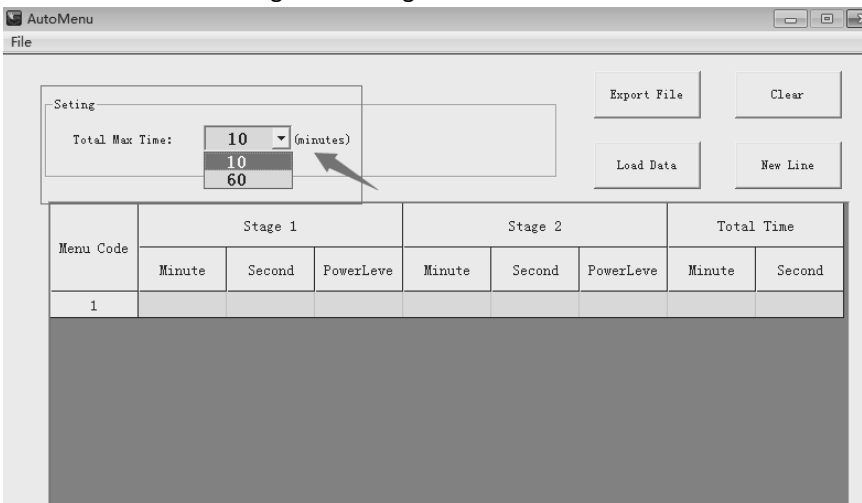 AutoMenu
File
Seting
Total Max Time: 10 (minutes)
10
60
Export File
Clear
Load Data
New Line
Menu Code Stage 1 Stage 2 Total Time
Minute Second PowerLeve Minute Second PowerLeve Minute Second
1